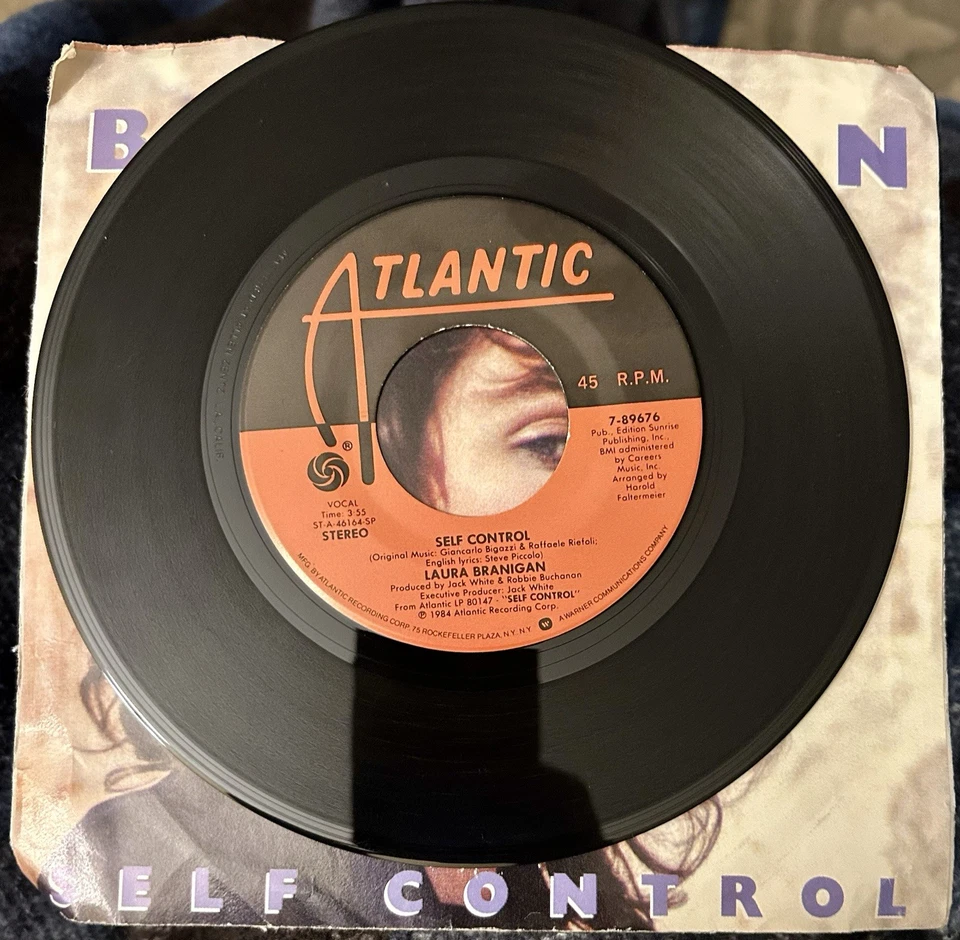 B N
ATLANTIC
45 R.P.M.
7-89676
Pub., Edition Sunrise
Publishing, Inc.,
BMI administered
by Careers
Music, Inc.
Arranged by
Harold
Faltermeier
®
VOCAL
Time: 3:55
ST-A-46164-SP
STEREO
SELF CONTROL
(Original Music: Giancarlo Bigazzi & Raffaele Riefoli;
English lyrics: Steve Piccolo)
LAURA BRANIGAN
Produced by Jack White & Robbie Buchanan
Executive Producer: Jack White
From Atlantic LP 80147 - "SELF CONTROL"
℗ 1984 Atlantic Recording Corp.
MFG. BY ATLANTIC RECORDING CORP. 75 ROCKEFELLER PLAZA, N.Y. N.Y. W A WARNER COMMUNICATIONS COMPANY
SELF CONTROL